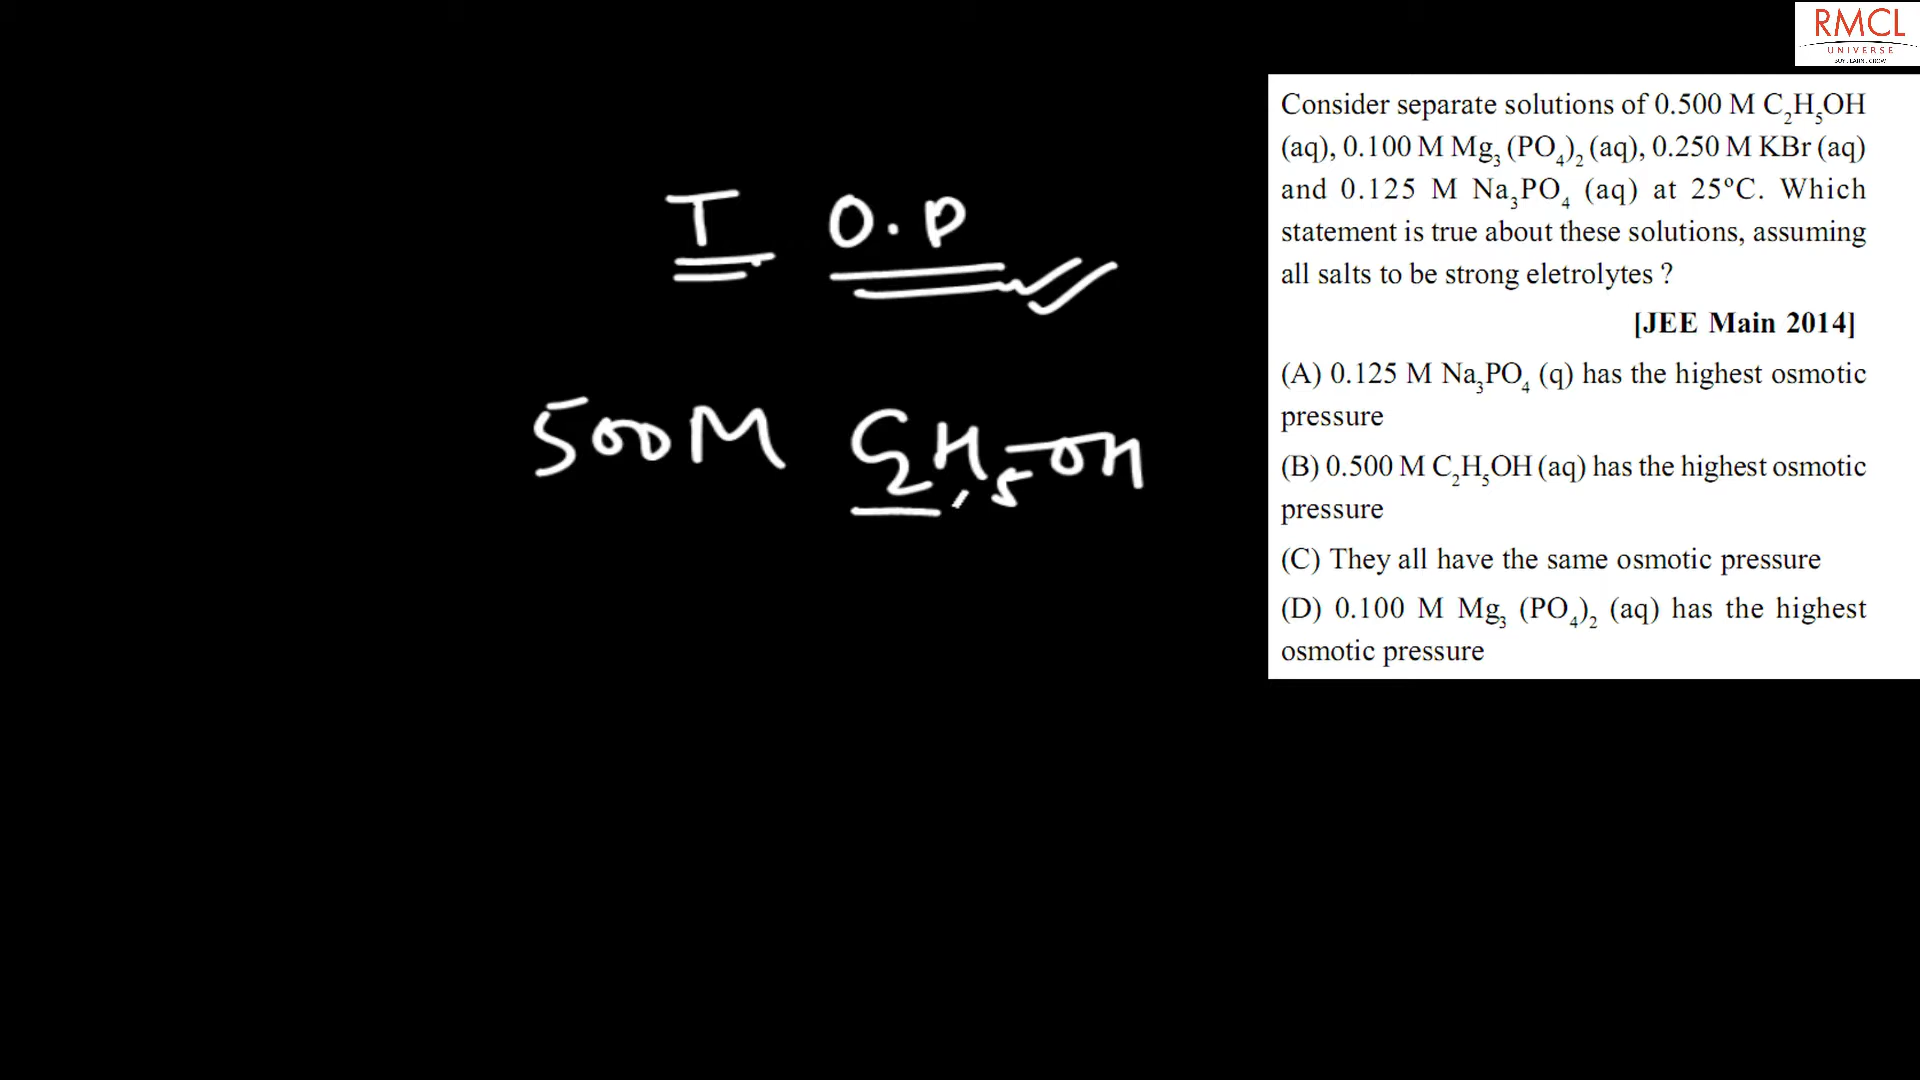 RMCL
UNIVERSE
Consider separate solutions of 0.500 M C₂H₅OH
(aq), 0.100 M Mg₃ (PO₄)₂ (aq), 0.250 M KBr (aq)
and 0.125 M Na₃PO₄ (aq) at 25ºC. Which
statement is true about these solutions, assuming
all salts to be strong eletrolytes ?
[JEE Main 2014]
(A) 0.125 M Na₃PO₄ (q) has the highest osmotic
pressure
(B) 0.500 M C₂H₅OH (aq) has the highest osmotic
pressure
(C) They all have the same osmotic pressure
(D) 0.100 M Mg₃ (PO₄)₂ (aq) has the highest
osmotic pressure
T O.P
500M C₂H₅-OH